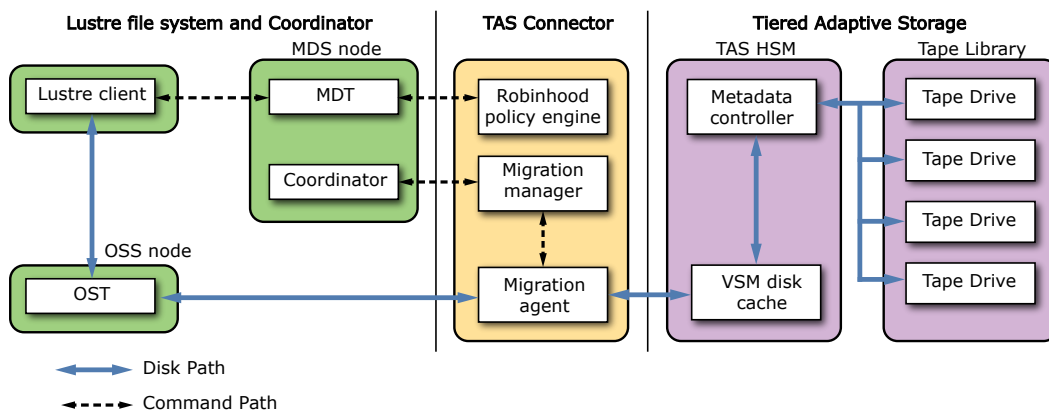 Lustre file system and Coordinator
TAS Connector
Tiered Adaptive Storage
MDS node
TAS HSM
Tape Library
Lustre client
MDT
Robinhood
policy engine
Metadata
controller
Tape Drive
Tape Drive
Coordinator
Migration
manager
Tape Drive
OSS node
OST
Migration
agent
VSM disk
cache
Tape Drive
Disk Path
Command Path